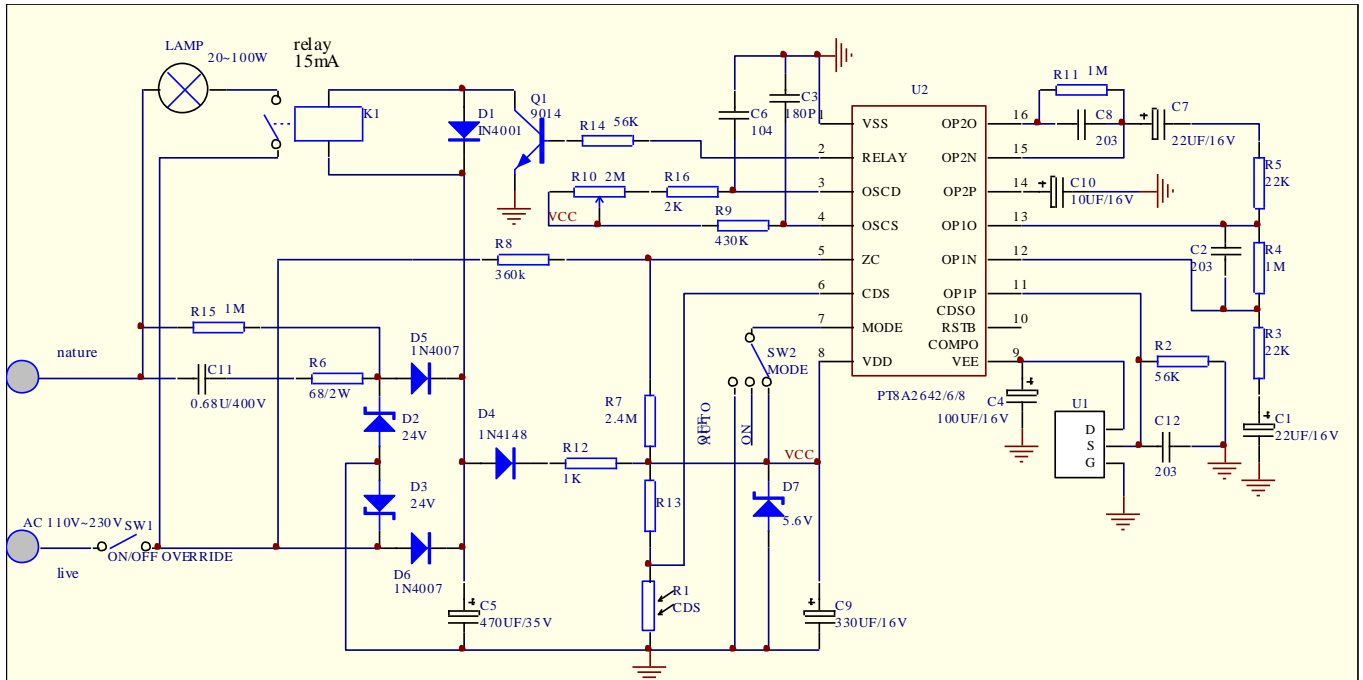 LAMP
20~100W
relay
15mA
K1
D1
1N4001
Q1
9014
R14 56K
C6
104
C3
180P
R10 2M
R16
2K
VCC
R9
430K
R8
360k
U2
1 VSS
2 RELAY
3 OSCD
4 OSCS
5 ZC
6 CDS
7 MODE
8 VDD
OP2O 16
OP2N 15
OP2P 14
OP1O 13
OP1N 12
OP1P 11
CDSO
RSTB 10
COMPO
VEE 9
PT8A2642/6/8
R11 1M
C8
203
C7
22UF/16V
R5
22K
C10
10UF/16V
C2
203
R4
1M
R3
22K
R2
56K
C4
100UF/16V
U1
D
S
G
C12
203
C1
22UF/16V
R15 1M
nature
C11
0.68U/400V
R6
68/2W
D5
1N4007
D2
24V
D4
1N4148
R12
1K
R7
2.4M
SW2
MODE
OFF
AUTO
ON
VCC
D3
24V
R13
D7
5.6V
AC 110V~230V
SW1
ON/OFF OVERRIDE
live
D6
1N4007
C5
470UF/35V
R1
CDS
C9
330UF/16V